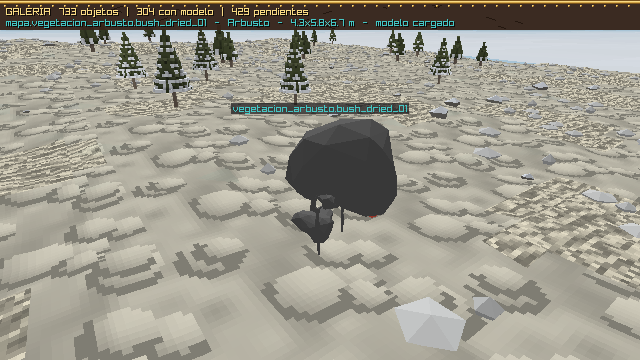 GALERÍA 733 objetos | 304 con modelo | 429 pendientes
mapa.vegetacion_arbusto.bush_dried_01 - Arbusto - 4.3x5.8x6.7 m - modelo cargado
vegetacion_arbusto.bush_dried_01